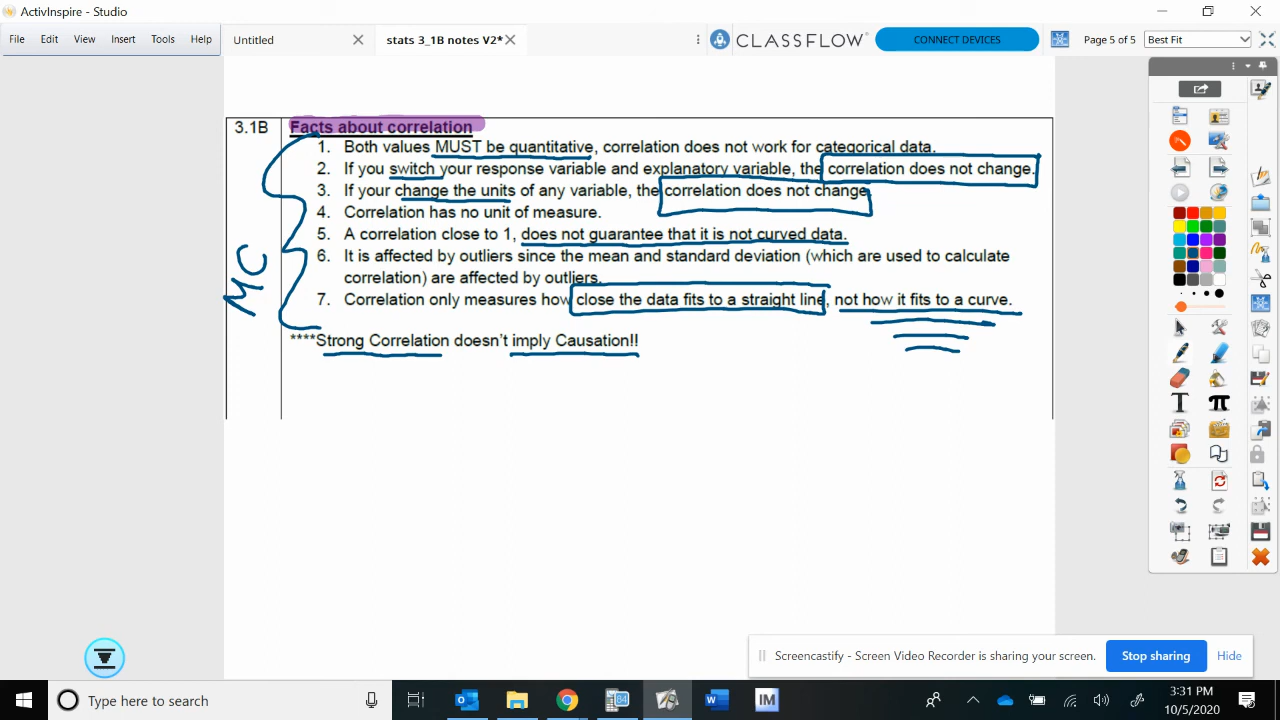 ActivInspire - Studio
File Edit View Insert Tools Help
Untitled
stats 3_1B notes V2*
CLASSFLOW
CONNECT DEVICES
Page 5 of 5
Best Fit
3.1B
Facts about correlation
1. Both values MUST be quantitative, correlation does not work for categorical data.
2. If you switch your response variable and explanatory variable, the correlation does not change.
3. If your change the units of any variable, the correlation does not change.
4. Correlation has no unit of measure.
5. A correlation close to 1, does not guarantee that it is not curved data.
6. It is affected by outliers since the mean and standard deviation (which are used to calculate
correlation) are affected by outliers.
7. Correlation only measures how close the data fits to a straight line, not how it fits to a curve.
****Strong Correlation doesn't imply Causation!!
MC
T
π
Screencastify - Screen Video Recorder is sharing your screen.
Stop sharing
Hide
Type here to search
84
W
IM
3:31 PM
10/5/2020